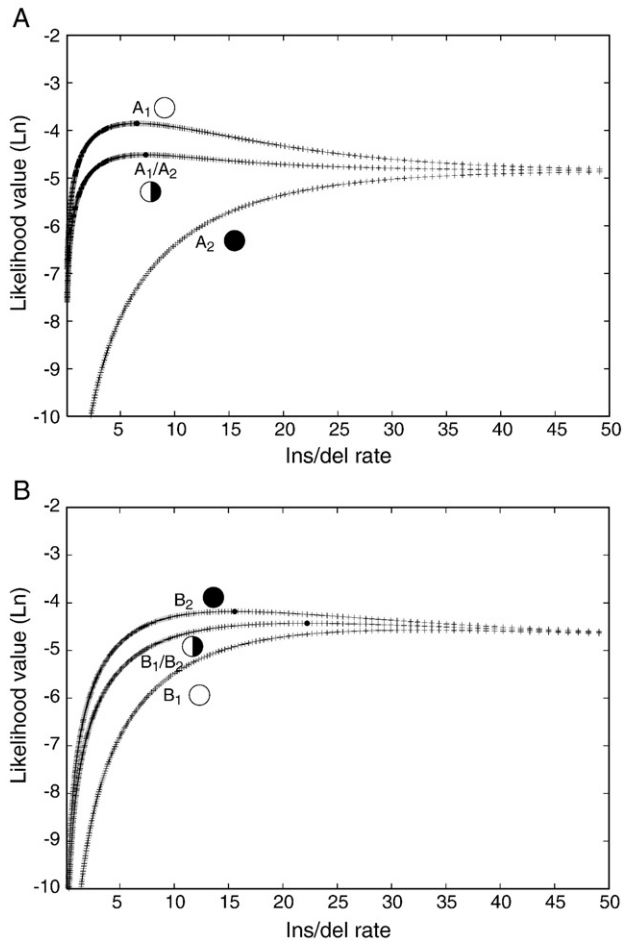 A
-2
-3
A1
-4
A1/A2
-5
-6
A2
-7
-8
-9
-10
5 10 15 20 25 30 35 40 45 50
Likelihood value (Ln)
Ins/del rate
B
-2
-3
B2
-4
-5
B1/B2
-6
B1
-7
-8
-9
-10
5 10 15 20 25 30 35 40 45 50
Likelihood value (Ln)
Ins/del rate